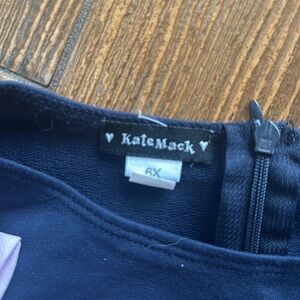 ♥ KateMack ♥
6X